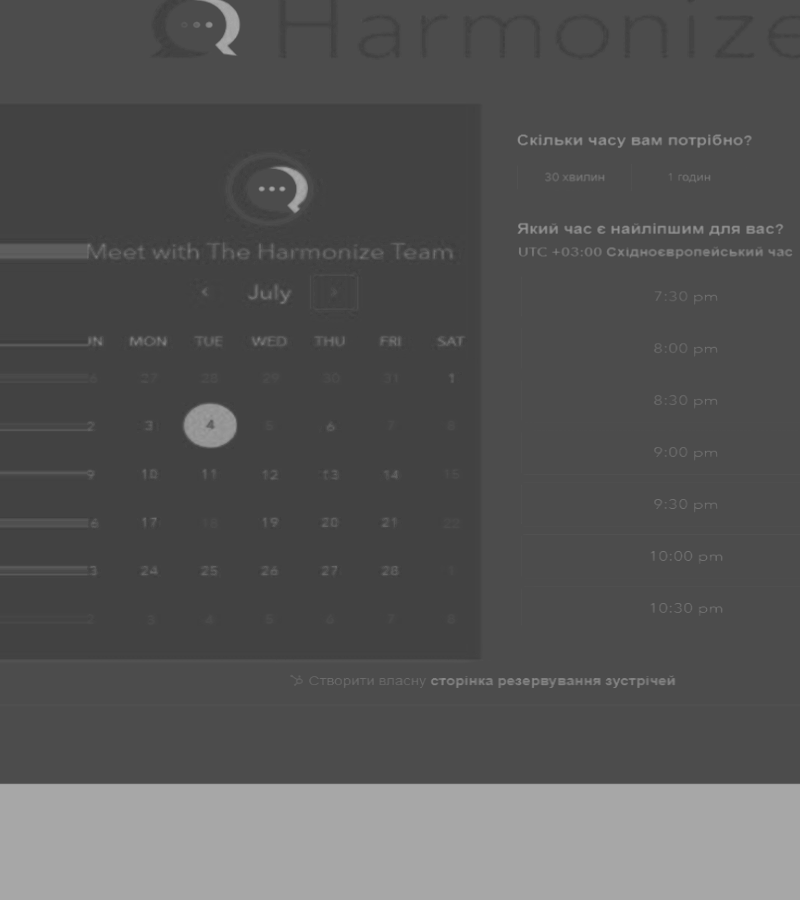 Harmonize
Meet with The Harmonize Team
July
MON TUE WED THU FRI SAT
27 28 29 30 31 1
2 3 4 5 6 7 8
9 10 11 12 13 14 15
16 17 18 19 20 21 22
3 24 25 26 27 28
2 3 4 5 6 7 8
Скільки часу вам потрібно?
30 хвилин 1 годин
Який час є найліпшим для вас?
UTC +03:00 Східноєвропейський час
7:30 pm
8:00 pm
8:30 pm
9:00 pm
9:30 pm
10:00 pm
10:30 pm
Створити власну сторінка резервування зустрічей